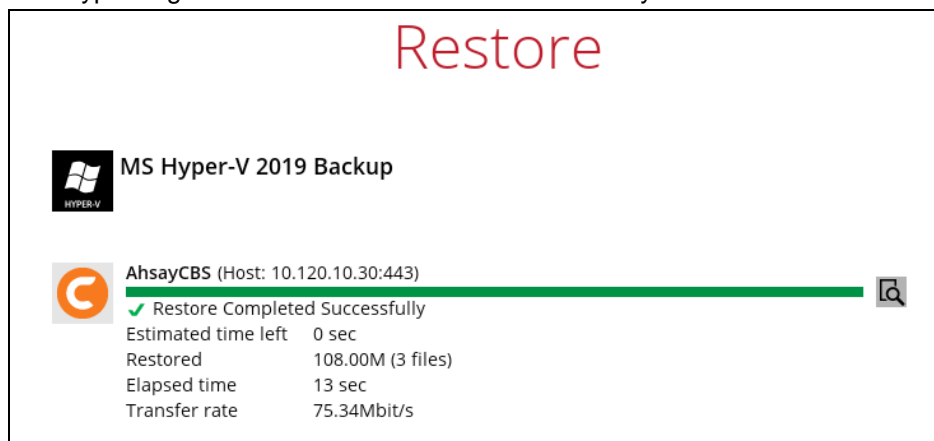 Restore
MS Hyper-V 2019 Backup
HYPER-V
AhsayCBS (Host: 10.120.10.30:443)
Restore Completed Successfully
Estimated time left 0 sec
Restored 108.00M (3 files)
Elapsed time 13 sec
Transfer rate 75.34Mbit/s